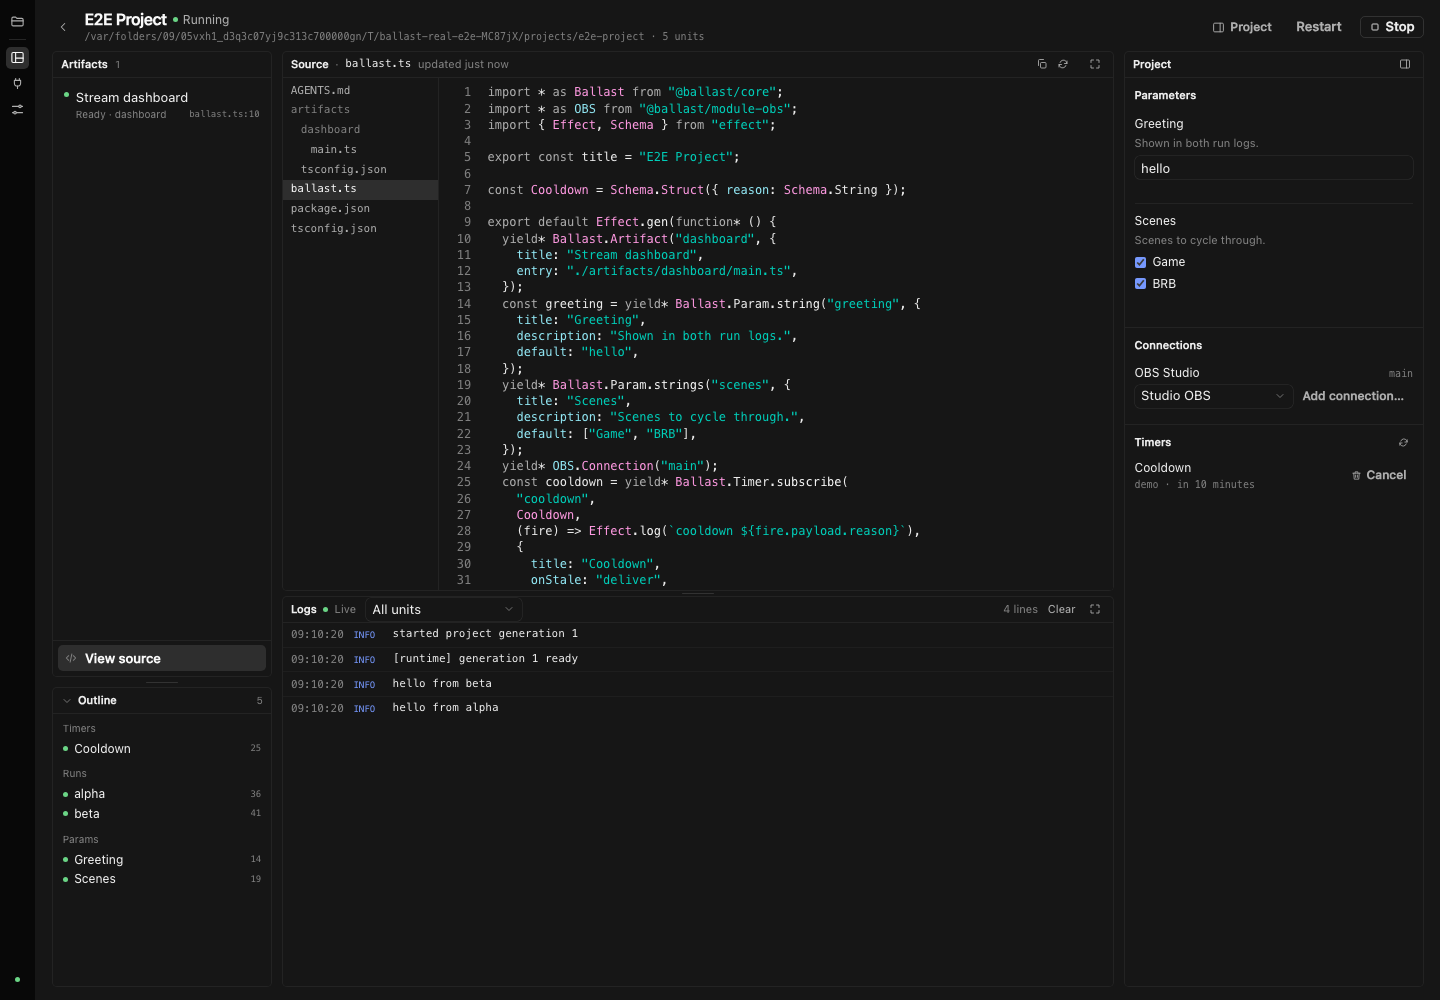 E2E Project
Running
/var/folders/09/05vxh1_d3q3c07yj9c313c700000gn/T/ballast-real-e2e-MC87jX/projects/e2e-project · 5 units
Project
Restart
Stop
Artifacts 1
Stream dashboard
Ready · dashboard ballast.ts:10
View source
Outline 5
Timers
Cooldown 25
Runs
alpha 36
beta 41
Params
Greeting 14
Scenes 19
Source · ballast.ts updated just now
AGENTS.md
artifacts
dashboard
main.ts
tsconfig.json
ballast.ts
package.json
tsconfig.json
1 import * as Ballast from "@ballast/core";
2 import * as OBS from "@ballast/module-obs";
3 import { Effect, Schema } from "effect";
4
5 export const title = "E2E Project";
6
7 const Cooldown = Schema.Struct({ reason: Schema.String });
8
9 export default Effect.gen(function* () {
10 yield* Ballast.Artifact("dashboard", {
11 title: "Stream dashboard",
12 entry: "./artifacts/dashboard/main.ts",
13 });
14 const greeting = yield* Ballast.Param.string("greeting", {
15 title: "Greeting",
16 description: "Shown in both run logs.",
17 default: "hello",
18 });
19 yield* Ballast.Param.strings("scenes", {
20 title: "Scenes",
21 description: "Scenes to cycle through.",
22 default: ["Game", "BRB"],
23 });
24 yield* OBS.Connection("main");
25 const cooldown = yield* Ballast.Timer.subscribe(
26 "cooldown",
27 Cooldown,
28 (fire) => Effect.log(`cooldown ${fire.payload.reason}`),
29 {
30 title: "Cooldown",
31 onStale: "deliver",
Logs Live All units 4 lines Clear
09:10:20 INFO started project generation 1
09:10:20 INFO [runtime] generation 1 ready
09:10:20 INFO hello from beta
09:10:20 INFO hello from alpha
Project
Parameters
Greeting
Shown in both run logs.
hello
Scenes
Scenes to cycle through.
Game
BRB
Connections
OBS Studio main
Studio OBS Add connection...
Timers
Cooldown
demo · in 10 minutes
Cancel